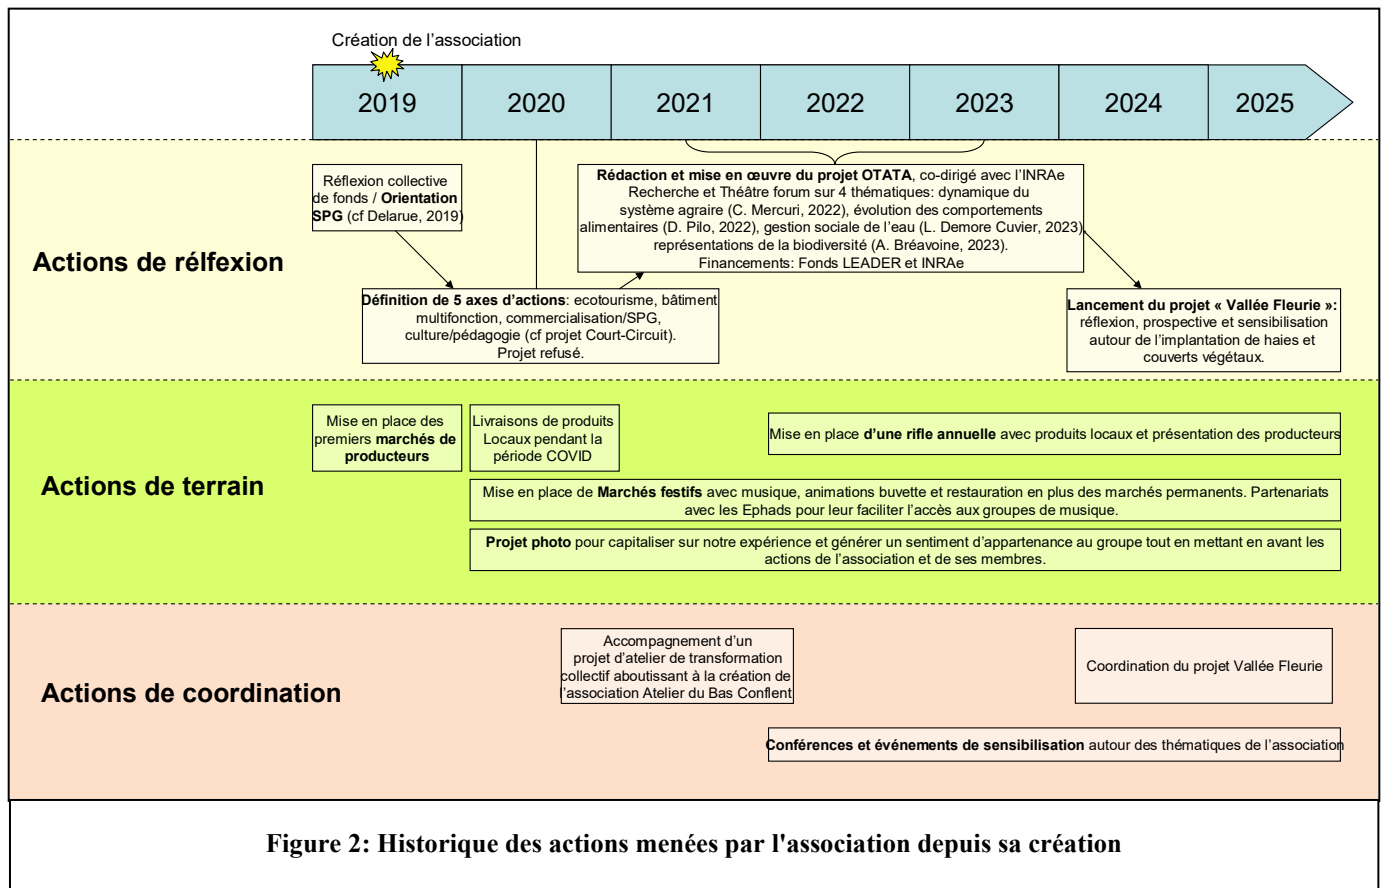 Création de l’association
2019
2020
2021
2022
2023
2024
2025
Actions de rélfexion
Réflexion collective
de fonds / Orientation
SPG (cf Delarue, 2019)
Définition de 5 axes d’actions: ecotourisme, bâtiment
multifonction, commercialisation/SPG,
culture/pédagogie (cf projet Court-Circuit).
Projet refusé.
Rédaction et mise en œuvre du projet OTATA, co-dirigé avec l’INRAe
Recherche et Théâtre forum sur 4 thématiques: dynamique du
système agraire (C. Mercuri, 2022), évolution des comportements
alimentaires (D. Pilo, 2022), gestion sociale de l’eau (L. Demore Cuvier, 2023)
représentations de la biodiversité (A. Bréavoine, 2023).
Financements: Fonds LEADER et INRAe
Lancement du projet « Vallée Fleurie »:
réflexion, prospective et sensibilisation
autour de l’implantation de haies et
couverts végétaux.
Actions de terrain
Mise en place des
premiers marchés de
producteurs
Livraisons de produits
Locaux pendant la
période COVID
Mise en place d’une rifle annuelle avec produits locaux et présentation des producteurs
Mise en place de Marchés festifs avec musique, animations buvette et restauration en plus des marchés permanents. Partenariats
avec les Ephads pour leur faciliter l’accès aux groupes de musique.
Projet photo pour capitaliser sur notre expérience et générer un sentiment d’appartenance au groupe tout en mettant en avant les
actions de l’association et de ses membres.
Actions de coordination
Accompagnement d’un
projet d’atelier de transformation
collectif aboutissant à la création de
l’association Atelier du Bas Conflent
Coordination du projet Vallée Fleurie
Conférences et événements de sensibilisation autour des thématiques de l’association
Figure 2: Historique des actions menées par l'association depuis sa création